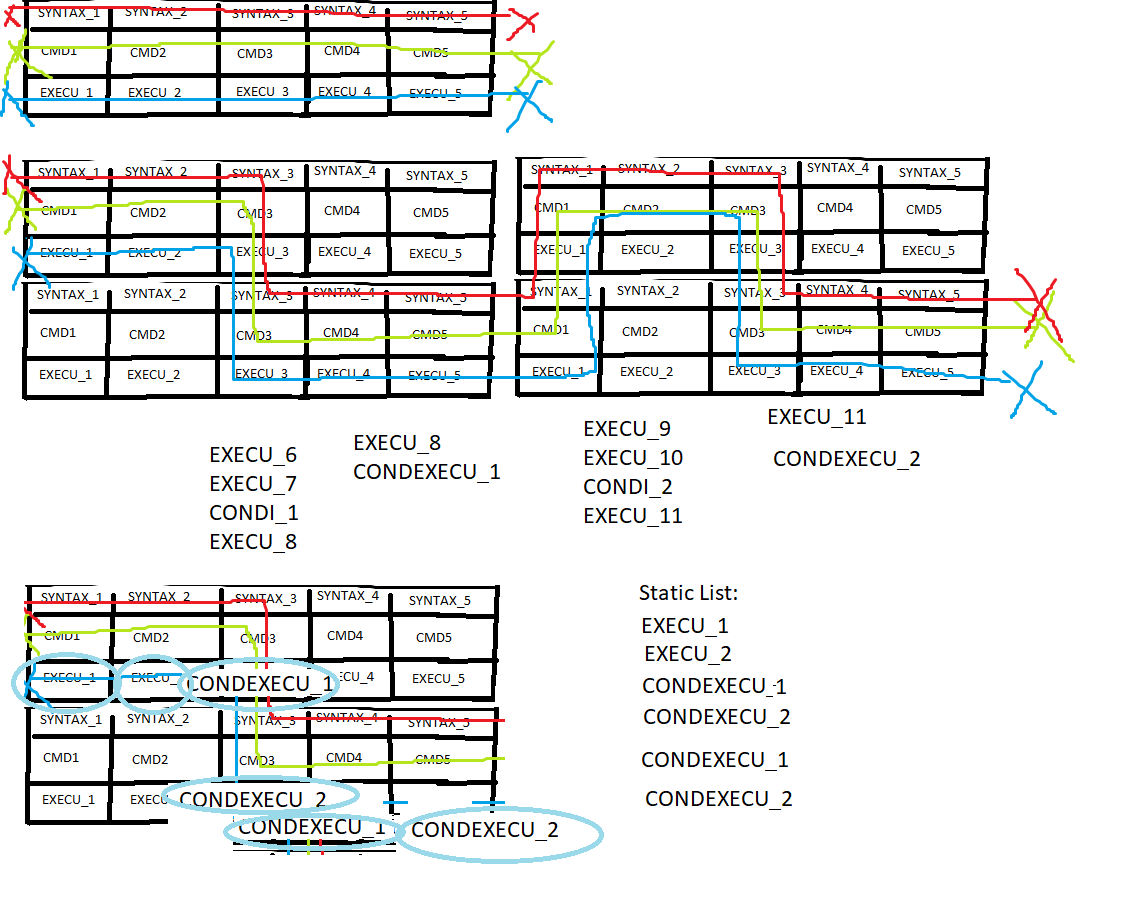 SYNTAX_1 SYNTAX_2 SYNTAX_3 SYNTAX_4 SYNTAX_5
CMD1 CMD2 CMD3 CMD4 CMD5
EXECU_1 EXECU_2 EXECU_3 EXECU_4 EXECU_5
SYNTAX_1 SYNTAX_2 SYNTAX_3 SYNTAX_4 SYNTAX_5
CMD1 CMD2 CMD3 CMD4 CMD5
EXECU_1 EXECU_2 EXECU_3 EXECU_4 EXECU_5
SYNTAX_1 SYNTAX_2 SYNTAX_3 SYNTAX_4 SYNTAX_5
CMD1 CMD2 CMD3 CMD4 CMD5
EXECU_1 EXECU_2 EXECU_3 EXECU_4 EXECU_5
SYNTAX_1 SYNTAX_2 SYNTAX_3 SYNTAX_4 SYNTAX_5
CMD1 CMD2 CMD3 CMD4 CMD5
EXECU_1 EXECU_2 EXECU_3 EXECU_4 EXECU_5
SYNTAX_1 SYNTAX_2 SYNTAX_3 SYNTAX_4 SYNTAX_5
CMD1 CMD2 CMD3 CMD4 CMD5
EXECU_1 EXECU_2 EXECU_3 EXECU_4 EXECU_5
EXECU_6
EXECU_7
CONDI_1
EXECU_8
EXECU_8
CONDEXECU_1
EXECU_9
EXECU_10
CONDI_2
EXECU_11
EXECU_11
CONDEXECU_2
SYNTAX_1 SYNTAX_2 SYNTAX_3 SYNTAX_4 SYNTAX_5
CMD1 CMD2 CMD3 CMD4 CMD5
EXECU_1 EXECU_ CONDEXECU_1 ECU_4 EXECU_5
SYNTAX_1 SYNTAX_2 SYNTAX_3 SYNTAX_4 SYNTAX_5
CMD1 CMD2 CMD3 CMD4 CMD5
EXECU_1 EXECU CONDEXECU_2
CONDEXECU_1 CONDEXECU_2
Static List:
EXECU_1
EXECU_2
CONDEXECU_1
CONDEXECU_2
CONDEXECU_1
CONDEXECU_2